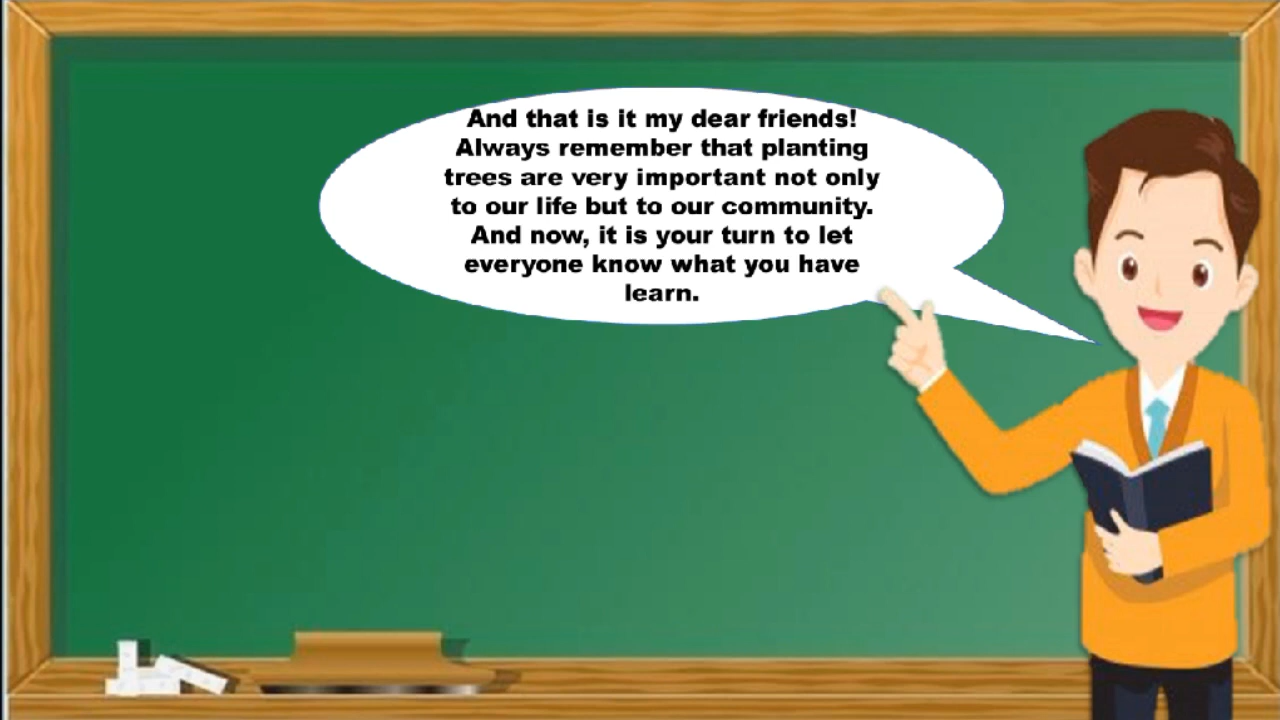 And that is it my dear friends!
Always remember that planting
trees are very important not only
to our life but to our community.
And now, it is your turn to let
everyone know what you have
learn.